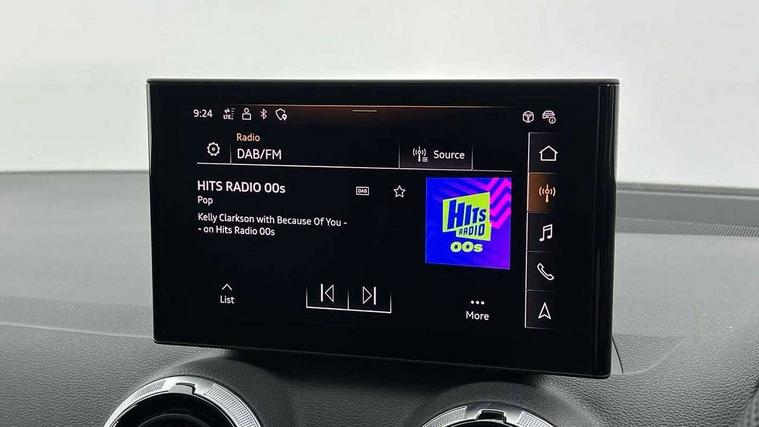 9:24
LTE
Radio
DAB/FM
Source
HITS RADIO 00s
DAB
Pop
Kelly Clarkson with Because Of You -
- on Hits Radio 00s
HITS
RADIO
00s
List
More